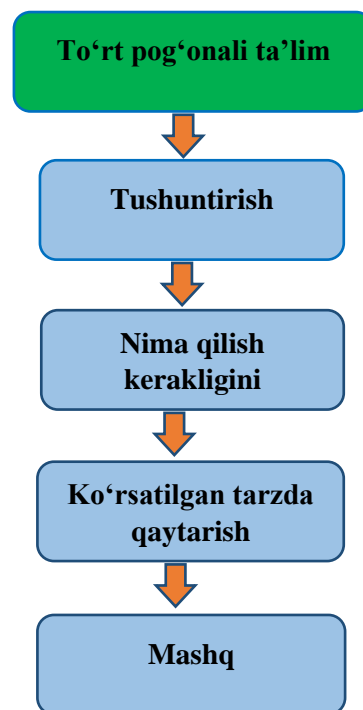 To‘rt pog‘onali ta’lim
Tushuntirish
Nima qilish
kerakligini
Ko‘rsatilgan tarzda
qaytarish
Mashq